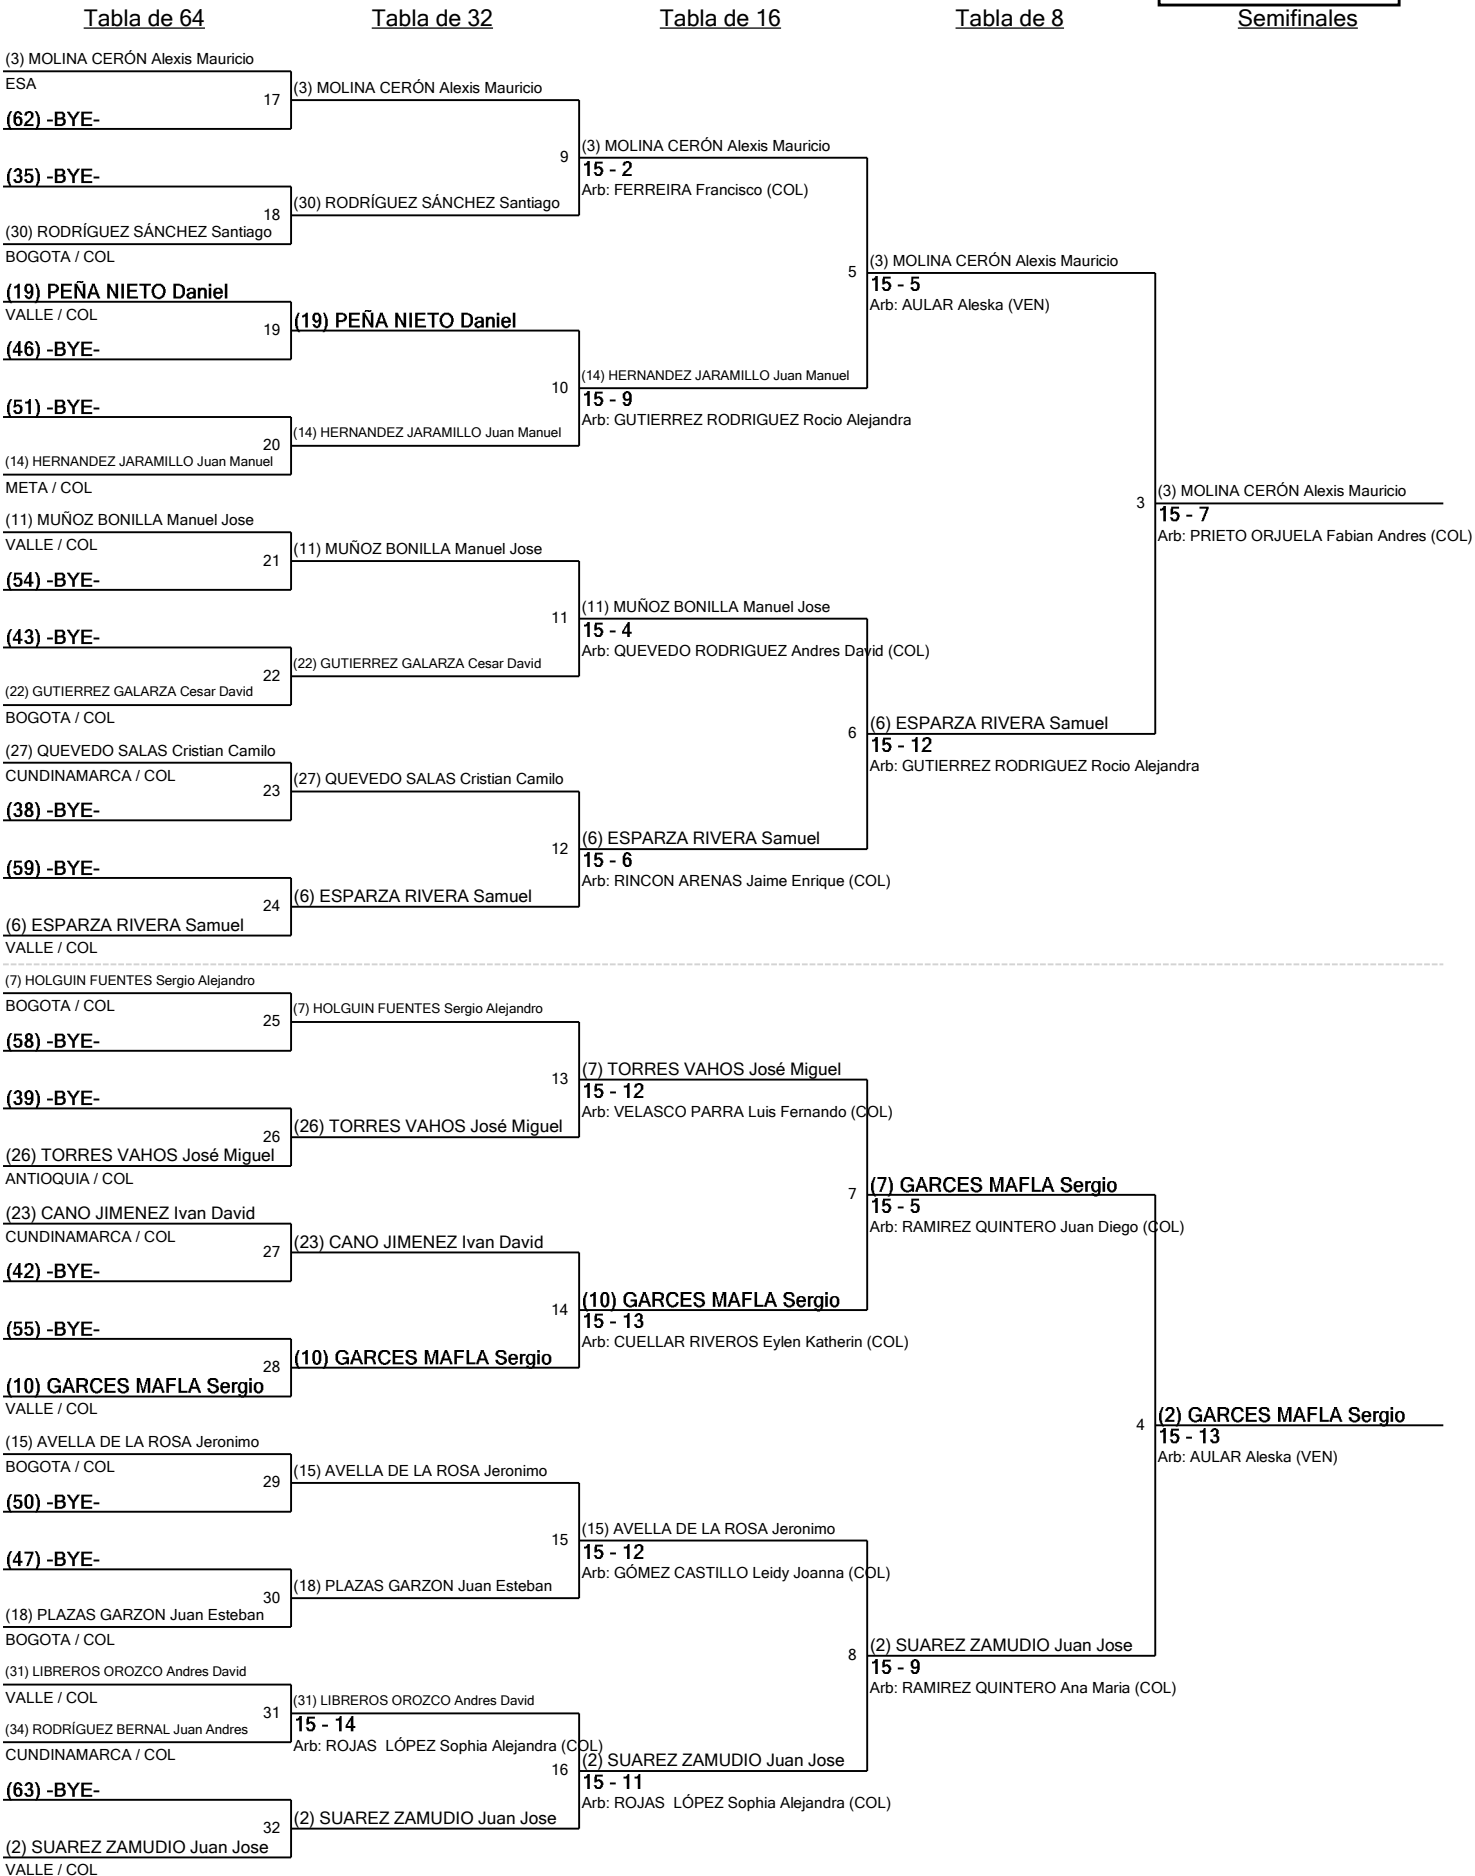 Tabla de 64
Tabla de 32
Tabla de 16
Tabla de 8
Semifinales
(3) MOLINA CERÓN Alexis Mauricio
ESA
17
(62) -BYE-
(35) -BYE-
18
(30) RODRÍGUEZ SÁNCHEZ Santiago
BOGOTA / COL
(19) PEÑA NIETO Daniel
VALLE / COL
19
(46) -BYE-
(51) -BYE-
20
(14) HERNANDEZ JARAMILLO Juan Manuel
META / COL
(11) MUÑOZ BONILLA Manuel Jose
VALLE / COL
21
(54) -BYE-
(43) -BYE-
22
(22) GUTIERREZ GALARZA Cesar David
BOGOTA / COL
(27) QUEVEDO SALAS Cristian Camilo
CUNDINAMARCA / COL
23
(38) -BYE-
(59) -BYE-
24
(6) ESPARZA RIVERA Samuel
VALLE / COL
(7) HOLGUIN FUENTES Sergio Alejandro
BOGOTA / COL
25
(58) -BYE-
(39) -BYE-
26
(26) TORRES VAHOS José Miguel
ANTIOQUIA / COL
(23) CANO JIMENEZ Ivan David
CUNDINAMARCA / COL
27
(42) -BYE-
(55) -BYE-
28
(10) GARCES MAFLA Sergio
VALLE / COL
(15) AVELLA DE LA ROSA Jeronimo
BOGOTA / COL
29
(50) -BYE-
(47) -BYE-
30
(18) PLAZAS GARZON Juan Esteban
BOGOTA / COL
(31) LIBREROS OROZCO Andres David
VALLE / COL
31
(34) RODRÍGUEZ BERNAL Juan Andres
CUNDINAMARCA / COL
(63) -BYE-
32
(2) SUAREZ ZAMUDIO Juan Jose
VALLE / COL
(3) MOLINA CERÓN Alexis Mauricio
9
(30) RODRÍGUEZ SÁNCHEZ Santiago
(19) PEÑA NIETO Daniel
10
(14) HERNANDEZ JARAMILLO Juan Manuel
(11) MUÑOZ BONILLA Manuel Jose
11
(22) GUTIERREZ GALARZA Cesar David
(27) QUEVEDO SALAS Cristian Camilo
12
(6) ESPARZA RIVERA Samuel
(7) HOLGUIN FUENTES Sergio Alejandro
13
(26) TORRES VAHOS José Miguel
(23) CANO JIMENEZ Ivan David
14
(10) GARCES MAFLA Sergio
(15) AVELLA DE LA ROSA Jeronimo
15
(18) PLAZAS GARZON Juan Esteban
(31) LIBREROS OROZCO Andres David
15 - 14
Arb: ROJAS  LÓPEZ Sophia Alejandra (COL)
16
(2) SUAREZ ZAMUDIO Juan Jose
(3) MOLINA CERÓN Alexis Mauricio
15 - 2
Arb: FERREIRA Francisco (COL)
5
(14) HERNANDEZ JARAMILLO Juan Manuel
15 - 9
Arb: GUTIERREZ RODRIGUEZ Rocio Alejandra
(11) MUÑOZ BONILLA Manuel Jose
15 - 4
Arb: QUEVEDO RODRIGUEZ Andres David (COL)
6
(6) ESPARZA RIVERA Samuel
15 - 6
Arb: RINCON ARENAS Jaime Enrique (COL)
(7) TORRES VAHOS José Miguel
15 - 12
Arb: VELASCO PARRA Luis Fernando (COL)
7
(10) GARCES MAFLA Sergio
15 - 13
Arb: CUELLAR RIVEROS Eylen Katherin (COL)
(15) AVELLA DE LA ROSA Jeronimo
15 - 12
Arb: GÓMEZ CASTILLO Leidy Joanna (COL)
8
(2) SUAREZ ZAMUDIO Juan Jose
15 - 11
Arb: ROJAS  LÓPEZ Sophia Alejandra (COL)
(3) MOLINA CERÓN Alexis Mauricio
15 - 5
Arb: AULAR Aleska (VEN)
3
(6) ESPARZA RIVERA Samuel
15 - 12
Arb: GUTIERREZ RODRIGUEZ Rocio Alejandra
(7) GARCES MAFLA Sergio
15 - 5
Arb: RAMIREZ QUINTERO Juan Diego (COL)
4
(2) SUAREZ ZAMUDIO Juan Jose
15 - 9
Arb: RAMIREZ QUINTERO Ana Maria (COL)
(3) MOLINA CERÓN Alexis Mauricio
15 - 7
Arb: PRIETO ORJUELA Fabian Andres (COL)
(2) GARCES MAFLA Sergio
15 - 13
Arb: AULAR Aleska (VEN)